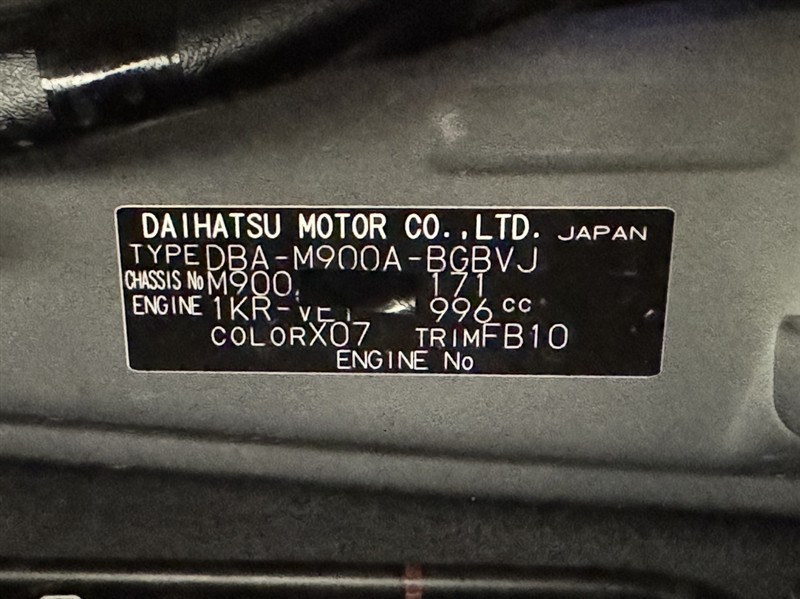 DAIHATSU MOTOR CO.,LTD. JAPAN
TYPE DBA-M900A-BGBVJ
CHASSIS No M900 171
ENGINE 1KR-VET 996 cc
COLOR X07 TRIM FB10
ENGINE No